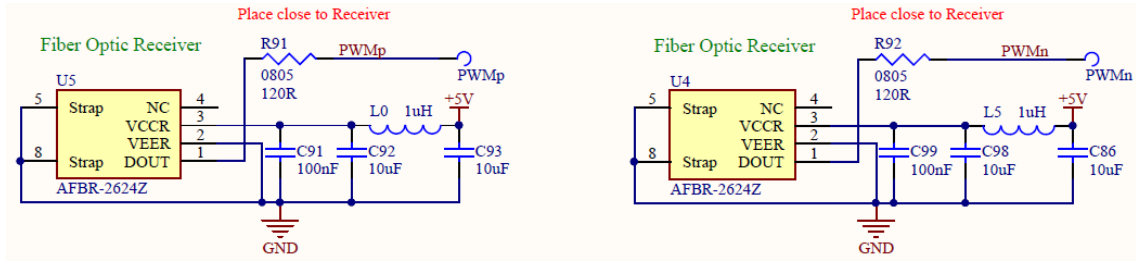 Place close to Receiver
Fiber Optic Receiver
R91
PWMp
0805
120R
PWMp
U5
5
Strap
NC
4
VCCR
3
VEER
2
8
Strap
DOUT
1
AFBR-2624Z
L0 1uH
+5V
C91
100nF
C92
10uF
C93
10uF
GND
Place close to Receiver
Fiber Optic Receiver
R92
PWMn
0805
120R
PWMn
U4
5
Strap
NC
4
VCCR
3
VEER
2
8
Strap
DOUT
1
AFBR-2624Z
L5 1uH
+5V
C99
100nF
C98
10uF
C86
10uF
GND